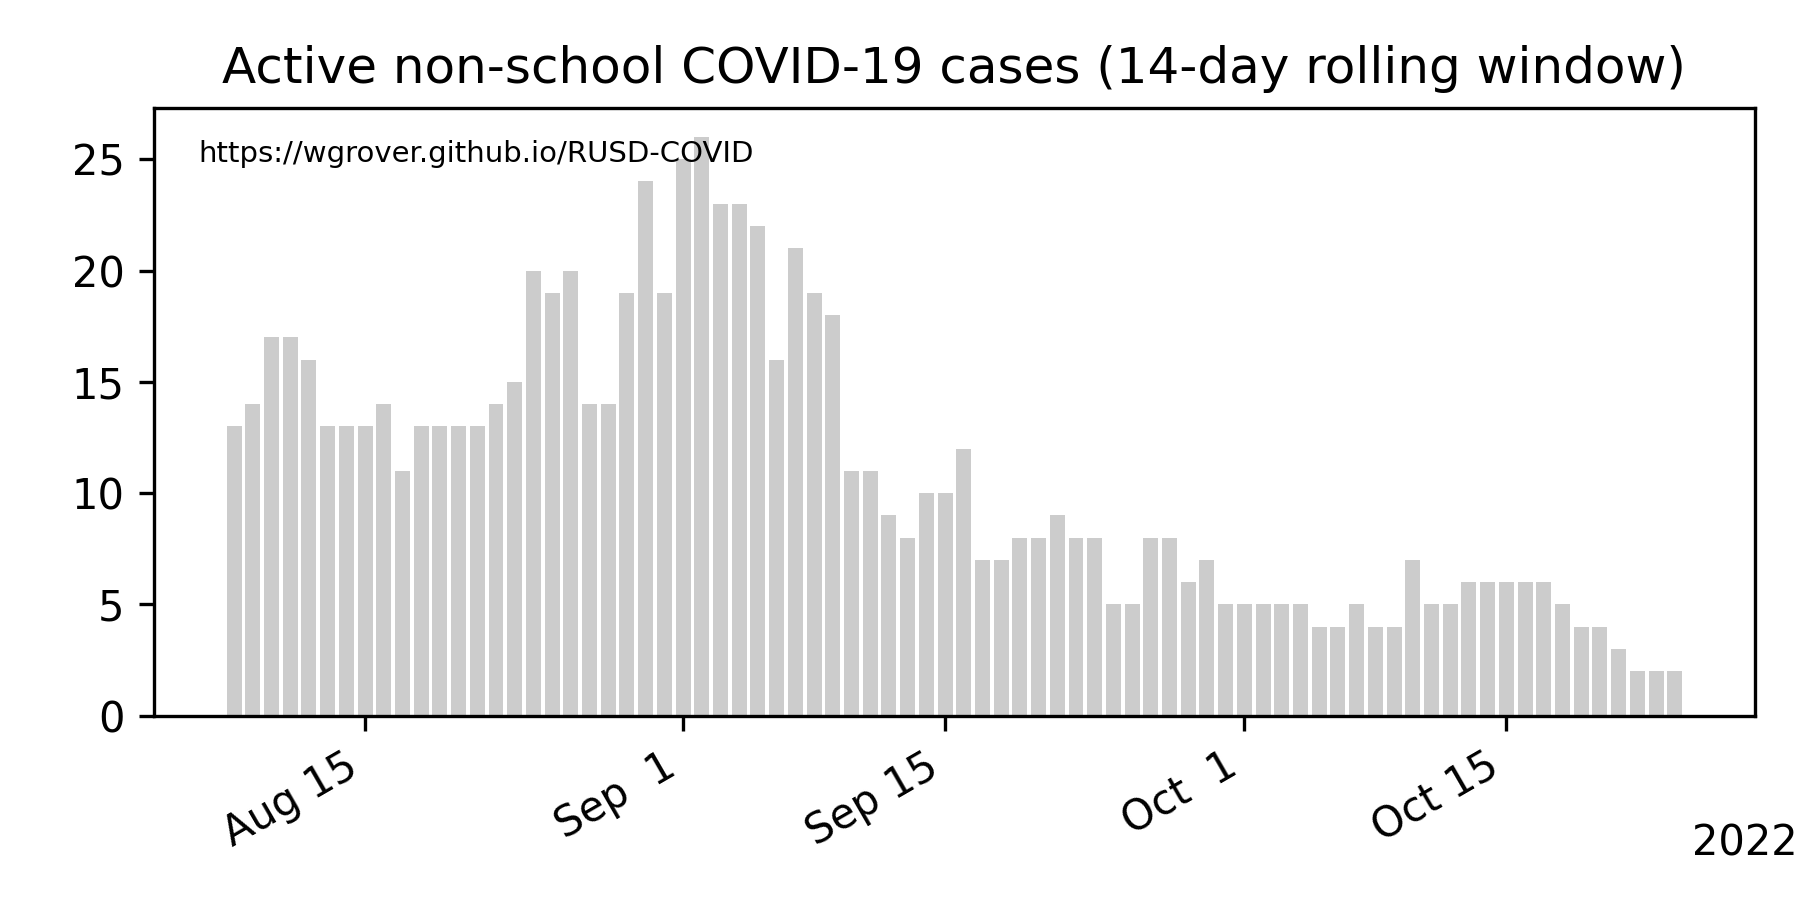 Active non-school COVID-19 cases (14-day rolling window)
https://wgrover.github.io/RUSD-COVID
25
20
15
10
5
0
Aug 15
Sep 1
Sep 15
Oct 1
Oct 15
2022